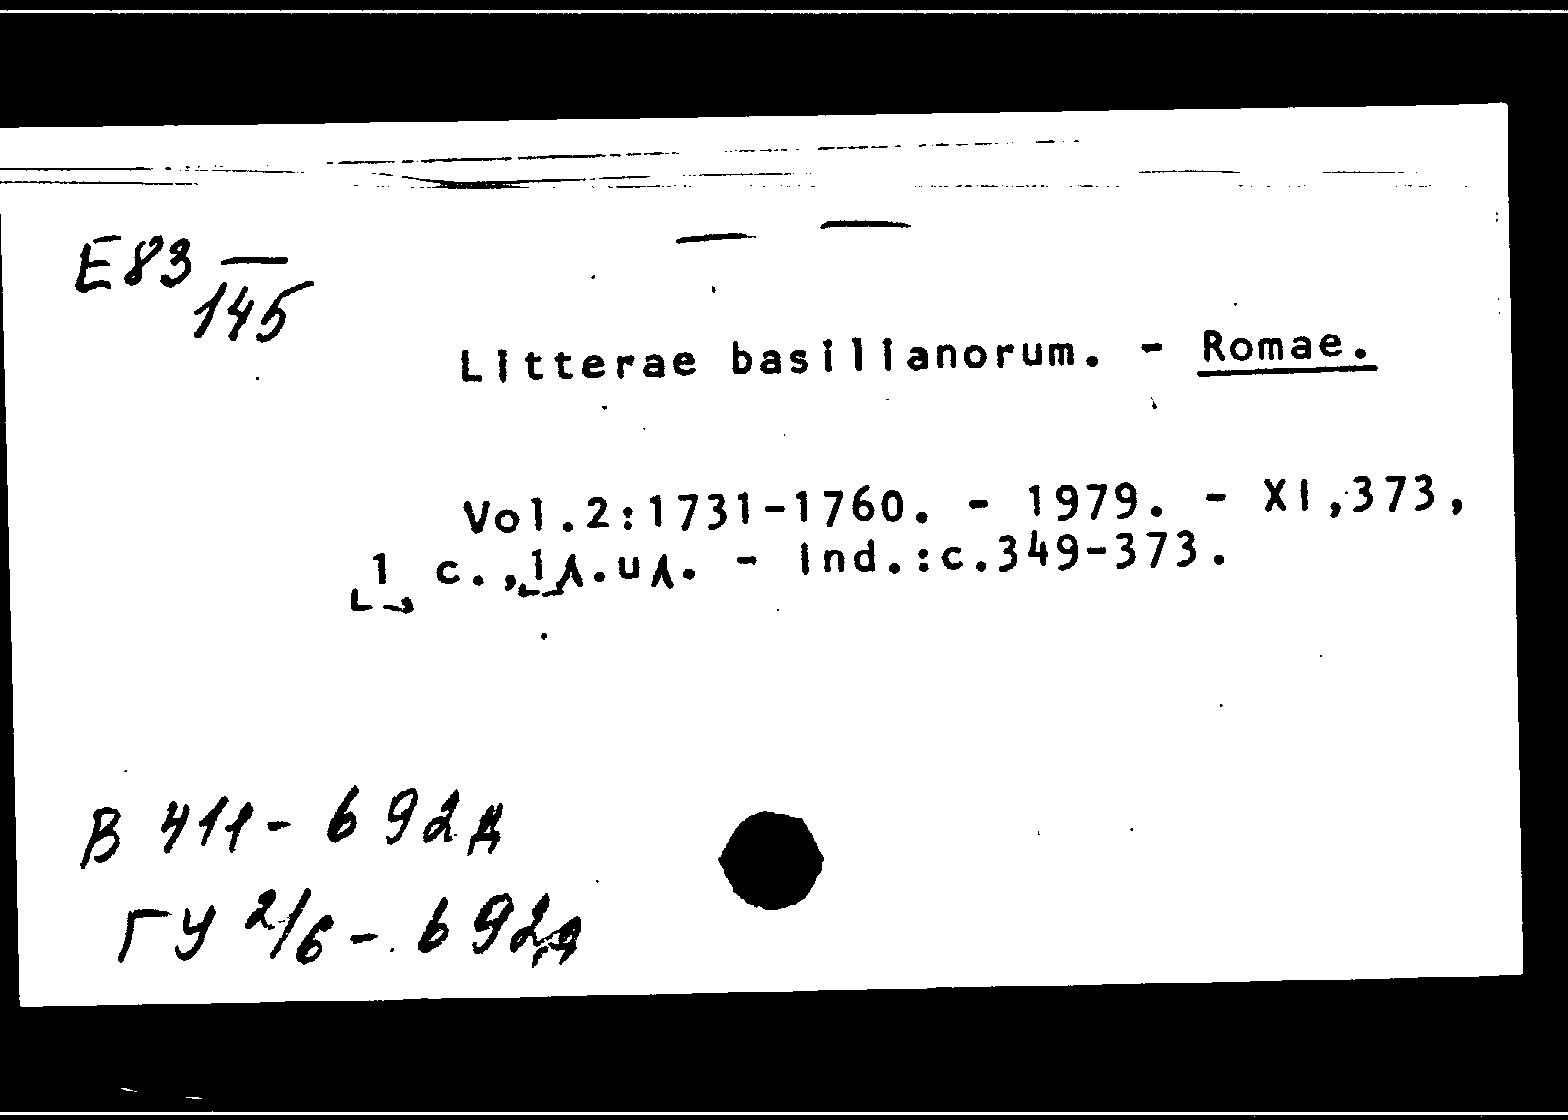 E83 —
145
Litterae basilianorum. - Romae.
Vol.2:1731-1760. - 1979. - XI,373,
[1] c.,[1]л.ил. - Ind.:c.349-373.
B 411- 692д
ГУ 2/6 - 692д